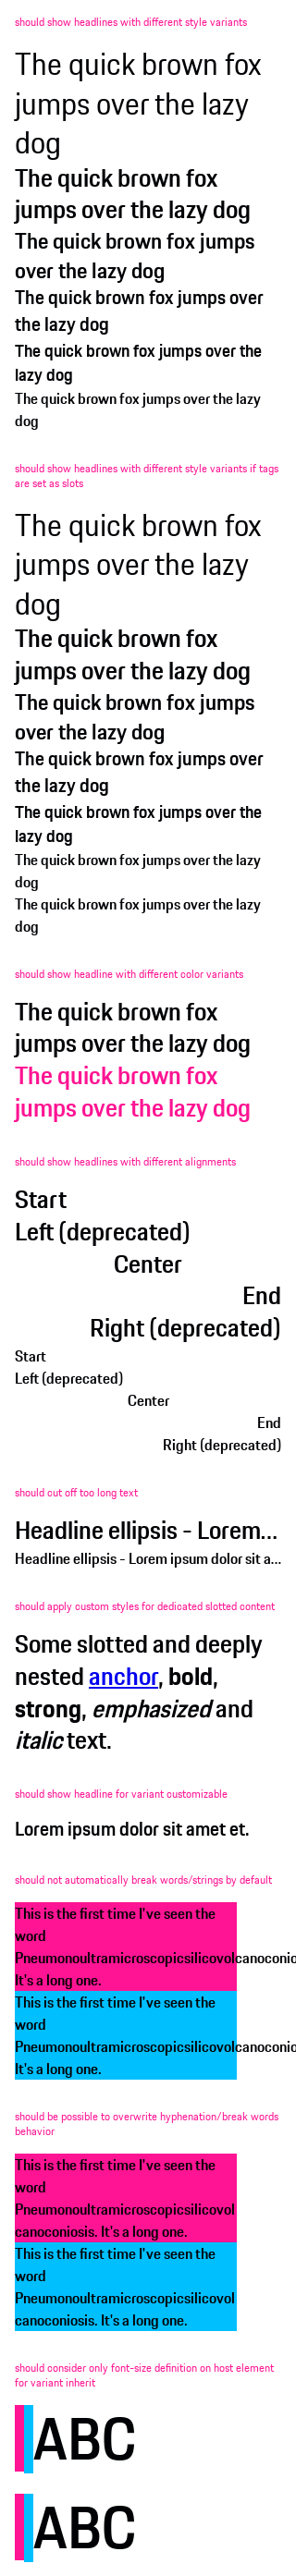 should show headlines with different style variants
The quick brown fox
jumps over the lazy
dog
The quick brown fox
jumps over the lazy dog
The quick brown fox jumps
over the lazy dog
The quick brown fox jumps over
the lazy dog
The quick brown fox jumps over the
lazy dog
The quick brown fox jumps over the lazy
dog
should show headlines with different style variants if tags
are set as slots
The quick brown fox
jumps over the lazy
dog
The quick brown fox
jumps over the lazy dog
The quick brown fox jumps
over the lazy dog
The quick brown fox jumps over
the lazy dog
The quick brown fox jumps over the
lazy dog
The quick brown fox jumps over the lazy
dog
The quick brown fox jumps over the lazy
dog
should show headline with different color variants
The quick brown fox
jumps over the lazy dog
The quick brown fox
jumps over the lazy dog
should show headlines with different alignments
Start
Left (deprecated)
Center
End
Right (deprecated)
Start
Left (deprecated)
Center
End
Right (deprecated)
should cut off too long text
Headline ellipsis - Lorem...
Headline ellipsis - Lorem ipsum dolor sit a...
should apply custom styles for dedicated slotted content
Some slotted and deeply
nested anchor, bold,
strong, emphasized and
italic text.
should show headline for variant customizable
Lorem ipsum dolor sit amet et.
should not automatically break words/strings by default
This is the first time I've seen the
word
Pneumonoultramicroscopicsilicovolcanoconio
It's a long one.
This is the first time I've seen the
word
Pneumonoultramicroscopicsilicovolcanoconio
It's a long one.
should be possible to overwrite hyphenation/break words
behavior
This is the first time I've seen the
word
Pneumonoultramicroscopicsilicovol
canoconiosis. It's a long one.
This is the first time I've seen the
word
Pneumonoultramicroscopicsilicovol
canoconiosis. It's a long one.
should consider only font-size definition on host element
for variant inherit
ABC
ABC